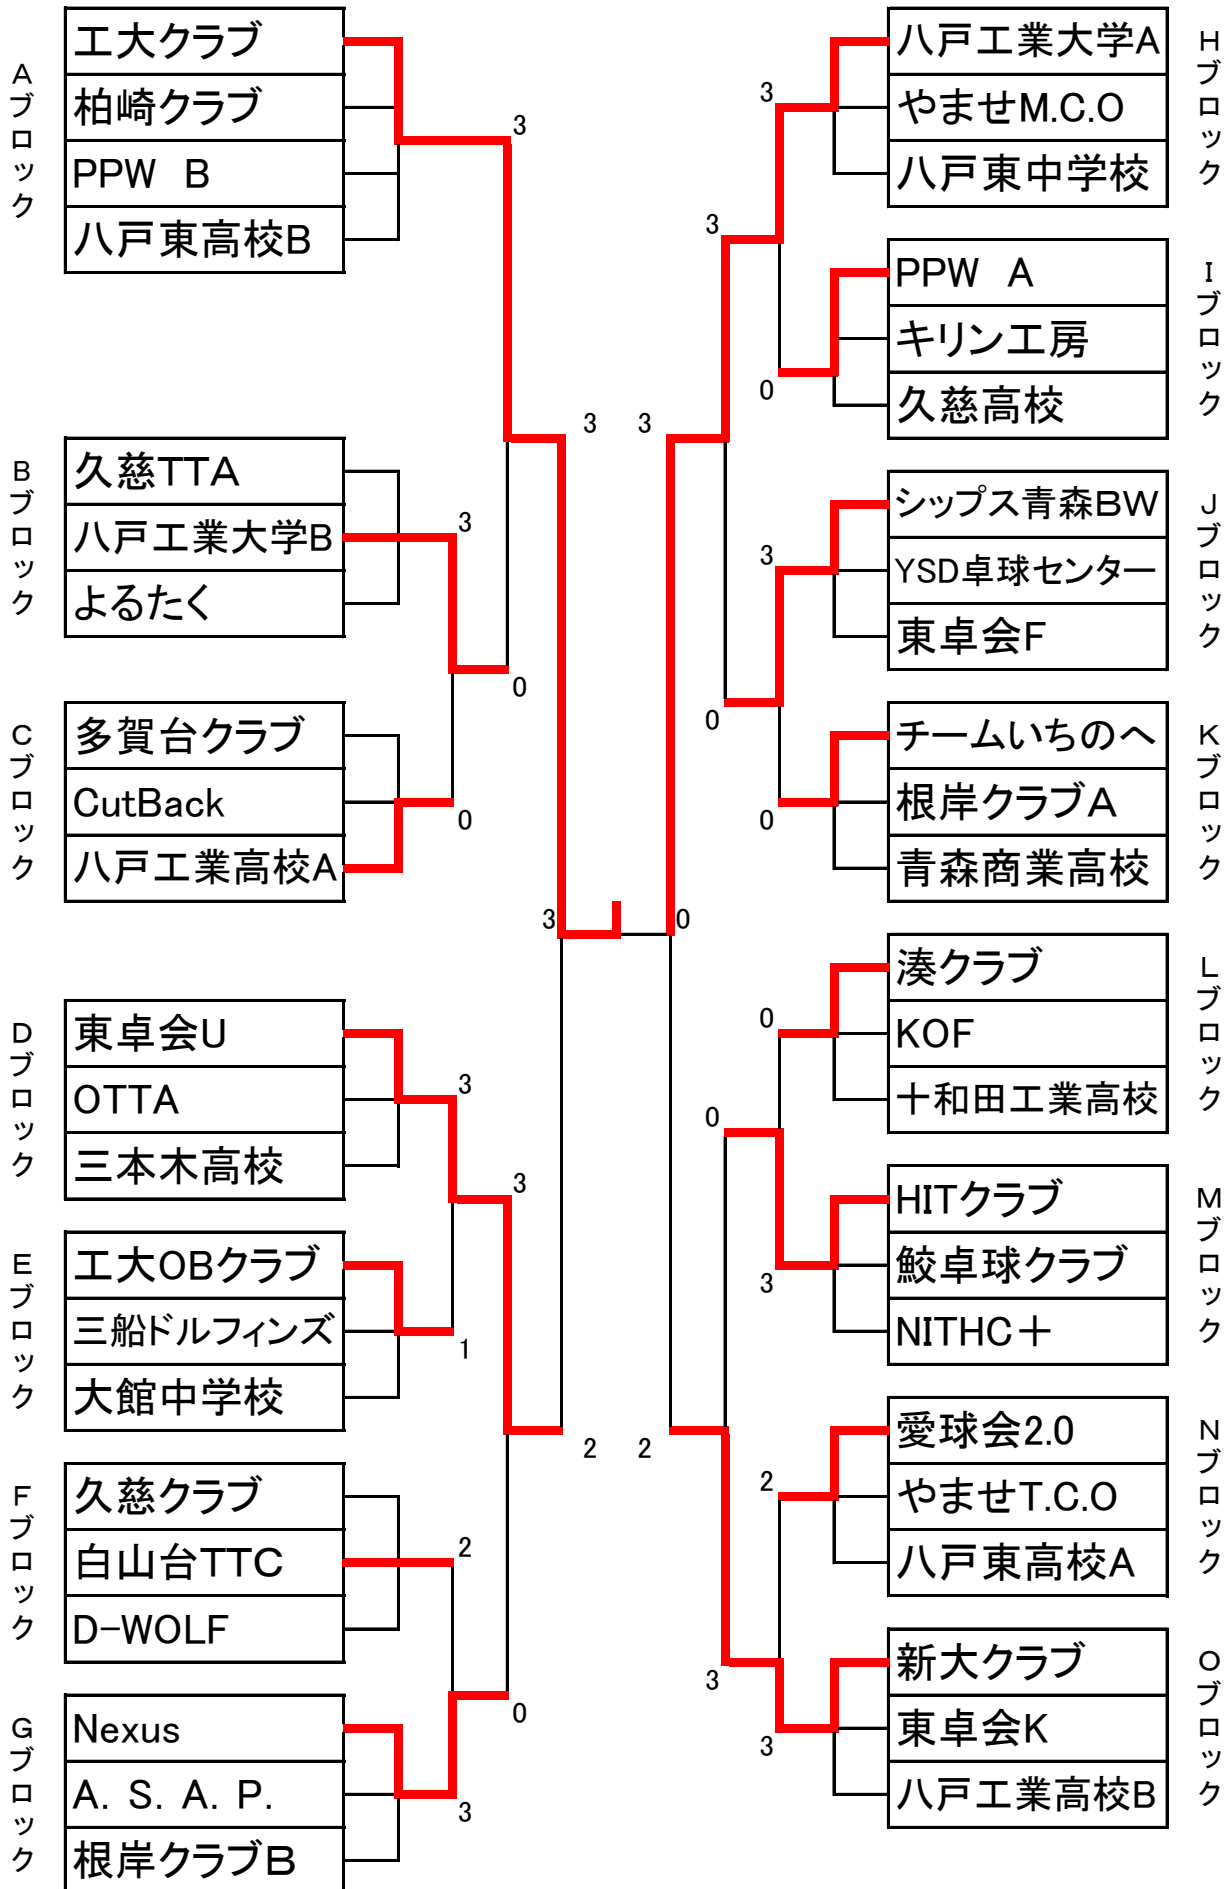 Aブロック
工大クラブ
柏崎クラブ
PPW B
八戸東高校B
3
Bブロック
久慈TTA
八戸工業大学B
よるたく
3
0
Cブロック
多賀台クラブ
CutBack
八戸工業高校A
0
3
3
Dブロック
東卓会U
OTTA
三本木高校
3
3
Eブロック
工大OBクラブ
三船ドルフィンズ
大館中学校
1
2
Fブロック
久慈クラブ
白山台TTC
D-WOLF
2
0
Gブロック
Nexus
A. S. A. P.
根岸クラブB
3
Hブロック
八戸工業大学A
やませM.C.O
八戸東中学校
3
3
Iブロック
PPW A
キリン工房
久慈高校
0
3
Jブロック
シップス青森BW
YSD卓球センター
東卓会F
3
0
Kブロック
チームいちのへ
根岸クラブA
青森商業高校
0
0
Lブロック
湊クラブ
KOF
十和田工業高校
0
0
Mブロック
HITクラブ
鮫卓球クラブ
NITHC＋
3
2
Nブロック
愛球会2.0
やませT.C.O
八戸東高校A
2
3
Oブロック
新大クラブ
東卓会K
八戸工業高校B
3